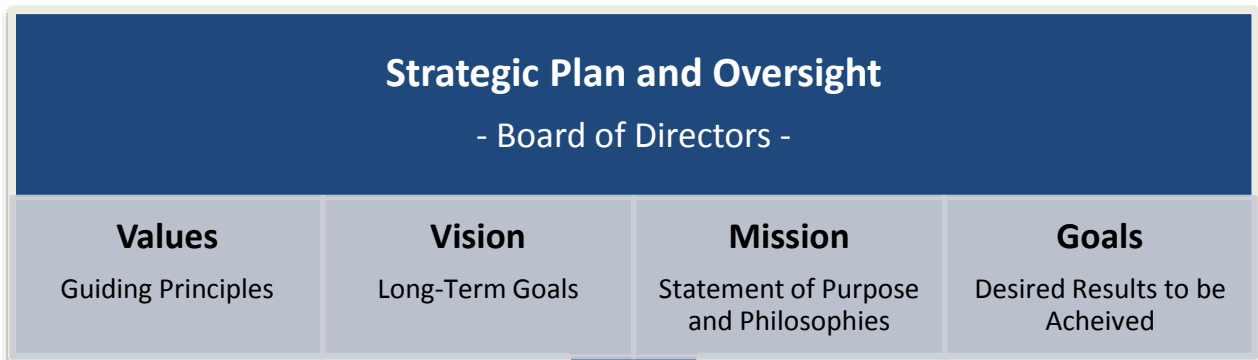 Strategic Plan and Oversight
- Board of Directors -
Values
Guiding Principles
Vision
Long-Term Goals
Mission
Statement of Purpose
and Philosophies
Goals
Desired Results to be
Acheived